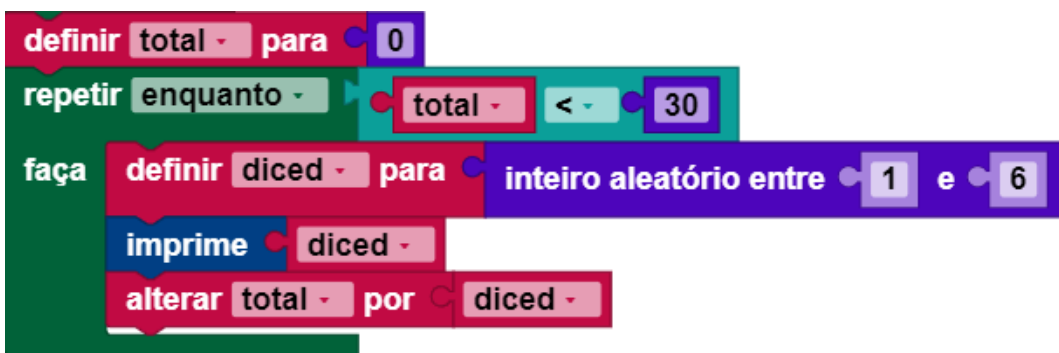 definir total para 0
repetir enquanto total < 30
faça definir diced para inteiro aleatório entre 1 e 6
imprime diced
alterar total por diced